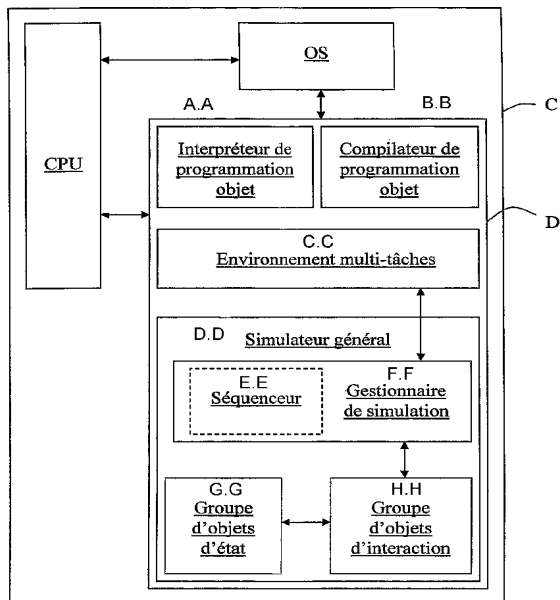 OS
C
A.A
B.B
CPU
Interpréteur de
programmation
objet
Compilateur de
programmation
objet
D
C.C
Environnement multi-tâches
D.D
Simulateur général
E.E
Séquenceur
F.F
Gestionnaire
de simulation
G.G
Groupe
d'objets
d'état
H.H
Groupe
d'objets
d'interaction